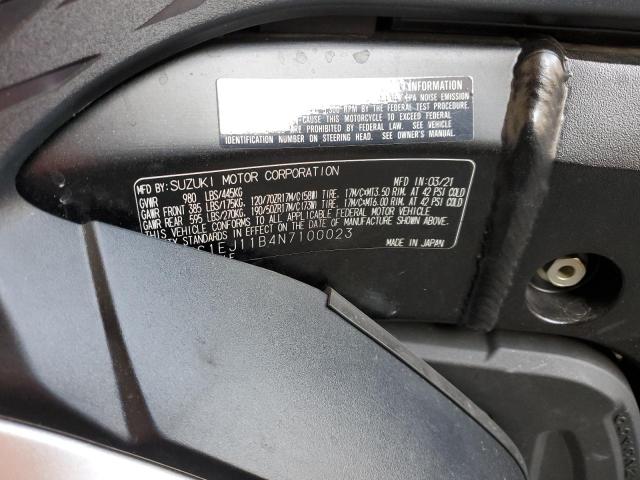 INFORMATION
EPA NOISE EMISSION
RPM BY THE FEDERAL TEST PROCEDURE.
CAUSE THIS MOTORCYCLE TO EXCEED FEDERAL
ARE PROHIBITED BY FEDERAL LAW. SEE VEHICLE
IDENTIFICATION NUMBER ON STEERING HEAD. SEE OWNER'S MANUAL.
MFD BY:SUZUKI MOTOR CORPORATION MFD IN:03/21
GVWR 980 LBS/445KG
GAWR FRONT 386 LBS/175KG, 120/70ZR17M/C(58W) TIRE, 17M/C×MT3.50 RIM, AT 42 PSI COLD
GAWR REAR 595 LBS/270KG, 190/50ZR17M/C(73W) TIRE, 17M/C×MT6.00 RIM, AT 42 PSI COLD
THIS VEHICLE CONFORMS TO ALL APPLICABLE FEDERAL MOTOR VEHICLE
STANDARDS IN EFFECT ON THE DATE OF MANUFACTURE SHOWN ABOVE.
S1EJ11B4N7100023 MADE IN JAPAN